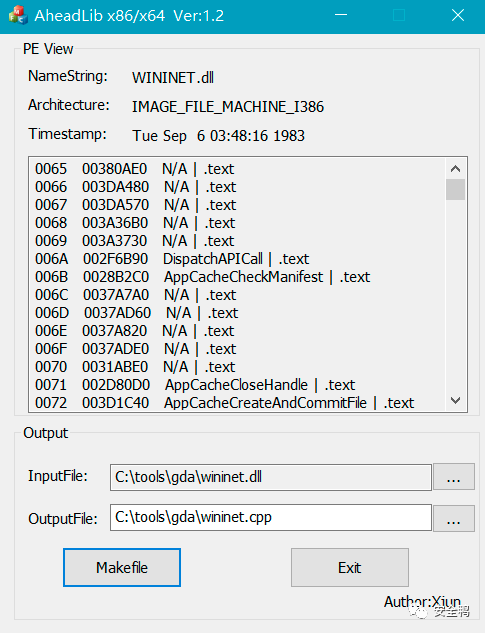 AheadLib x86/x64 Ver:1.2
PE View
NameString: WININET.dll
Architecture: IMAGE_FILE_MACHINE_I386
Timestamp: Tue Sep 6 03:48:16 1983
0065 00380AE0 N/A | .text
0066 003DA480 N/A | .text
0067 003DA570 N/A | .text
0068 003A36B0 N/A | .text
0069 003A3730 N/A | .text
006A 002F6B90 DispatchAPICall | .text
006B 0028B2C0 AppCacheCheckManifest | .text
006C 0037A7A0 N/A | .text
006D 0037AD60 N/A | .text
006E 0037A820 N/A | .text
006F 0037ADE0 N/A | .text
0070 0031ABE0 N/A | .text
0071 002D80D0 AppCacheCloseHandle | .text
0072 003D1C40 AppCacheCreateAndCommitFile | .text
Output
InputFile: C:\tools\gda\wininet.dll ...
OutputFile: C:\tools\gda\wininet.cpp ...
Makefile Exit
Author:Xiun
安全鸭